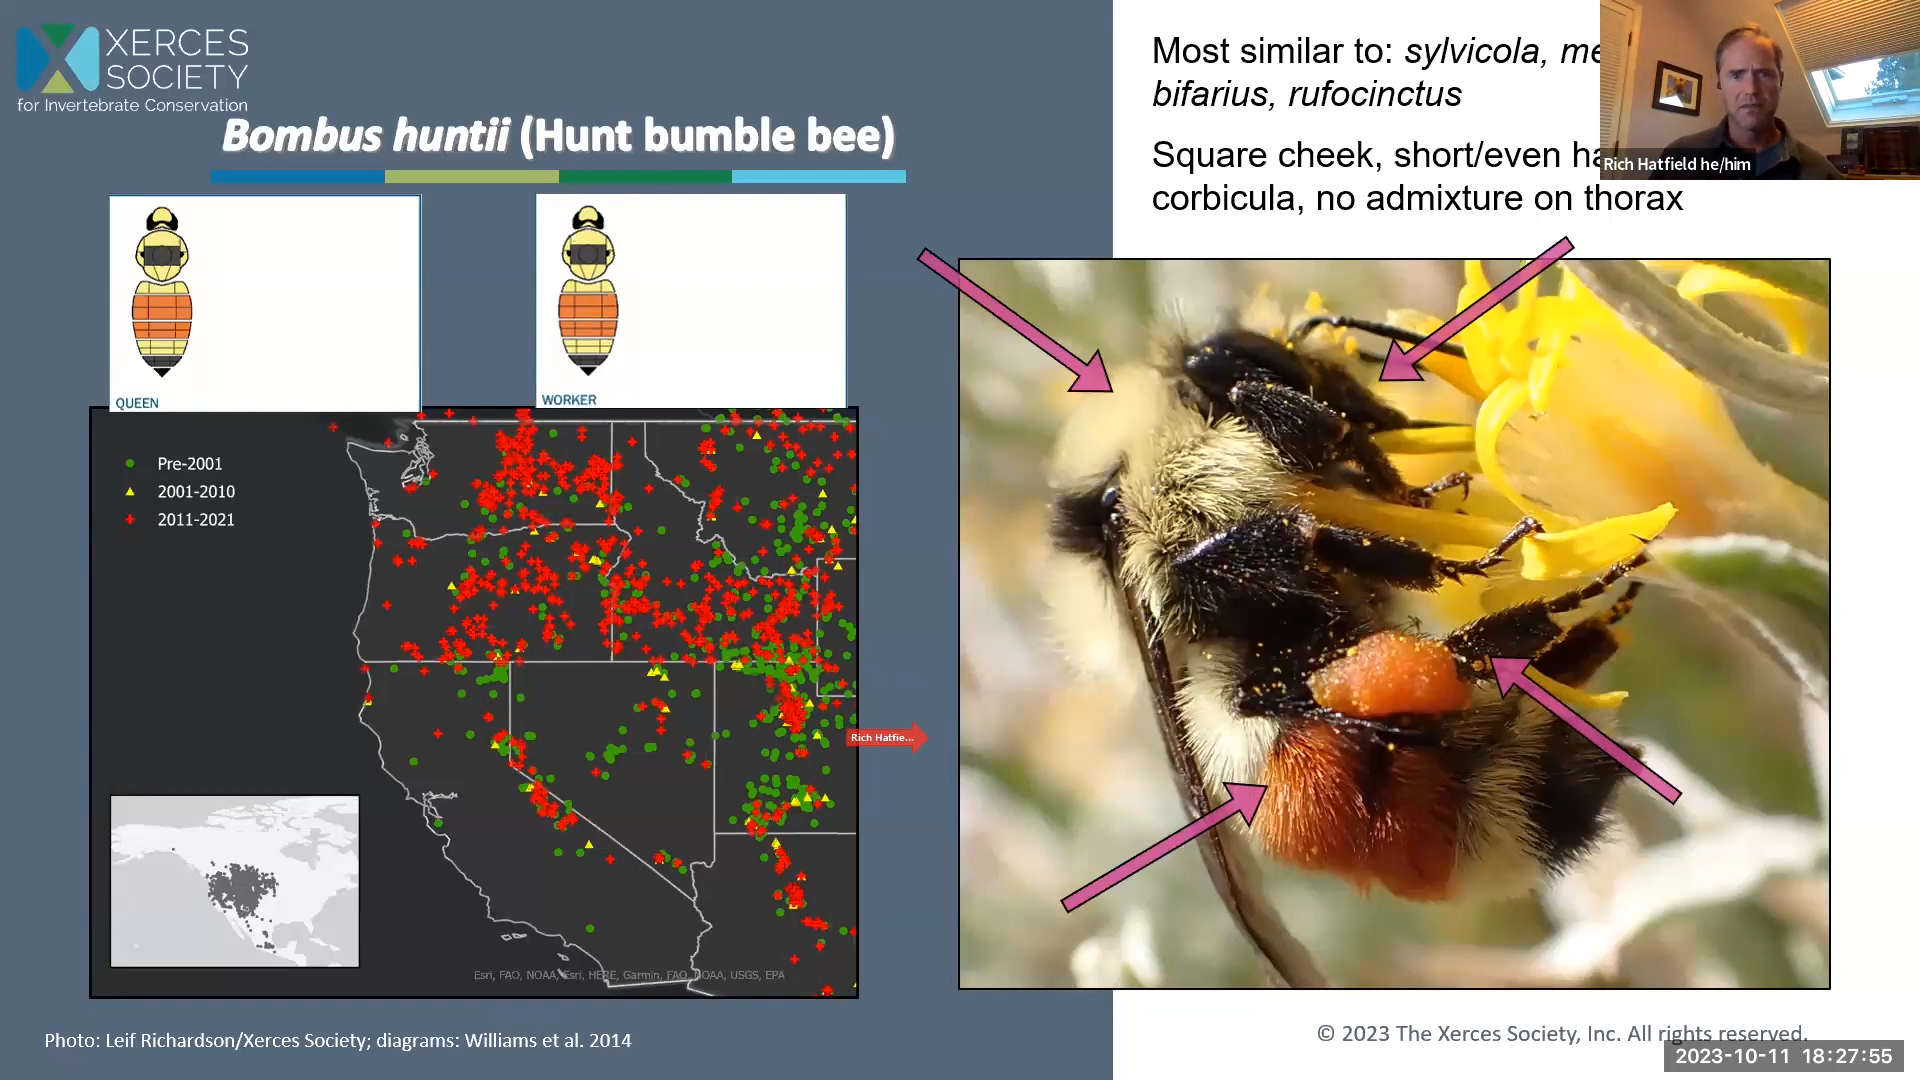 XERCES
SOCIETY
for Invertebrate Conservation
Bombus huntii (Hunt bumble bee)
QUEEN
WORKER
Pre-2001
2001-2010
2011-2021
Esri, FAO, NOAA, Esri, HERE, Garmin, FAO, NOAA, USGS, EPA
Photo: Leif Richardson/Xerces Society; diagrams: Williams et al. 2014
Most similar to: sylvicola,
bifarius, rufocinctus
Square cheek, short/even
corbicula, no admixture on thorax
Rich Hatfield he/him
Rich Hatfie...
© 2023 The Xerces Society, Inc. All rights reserved.
2023-10-11 18:27:55